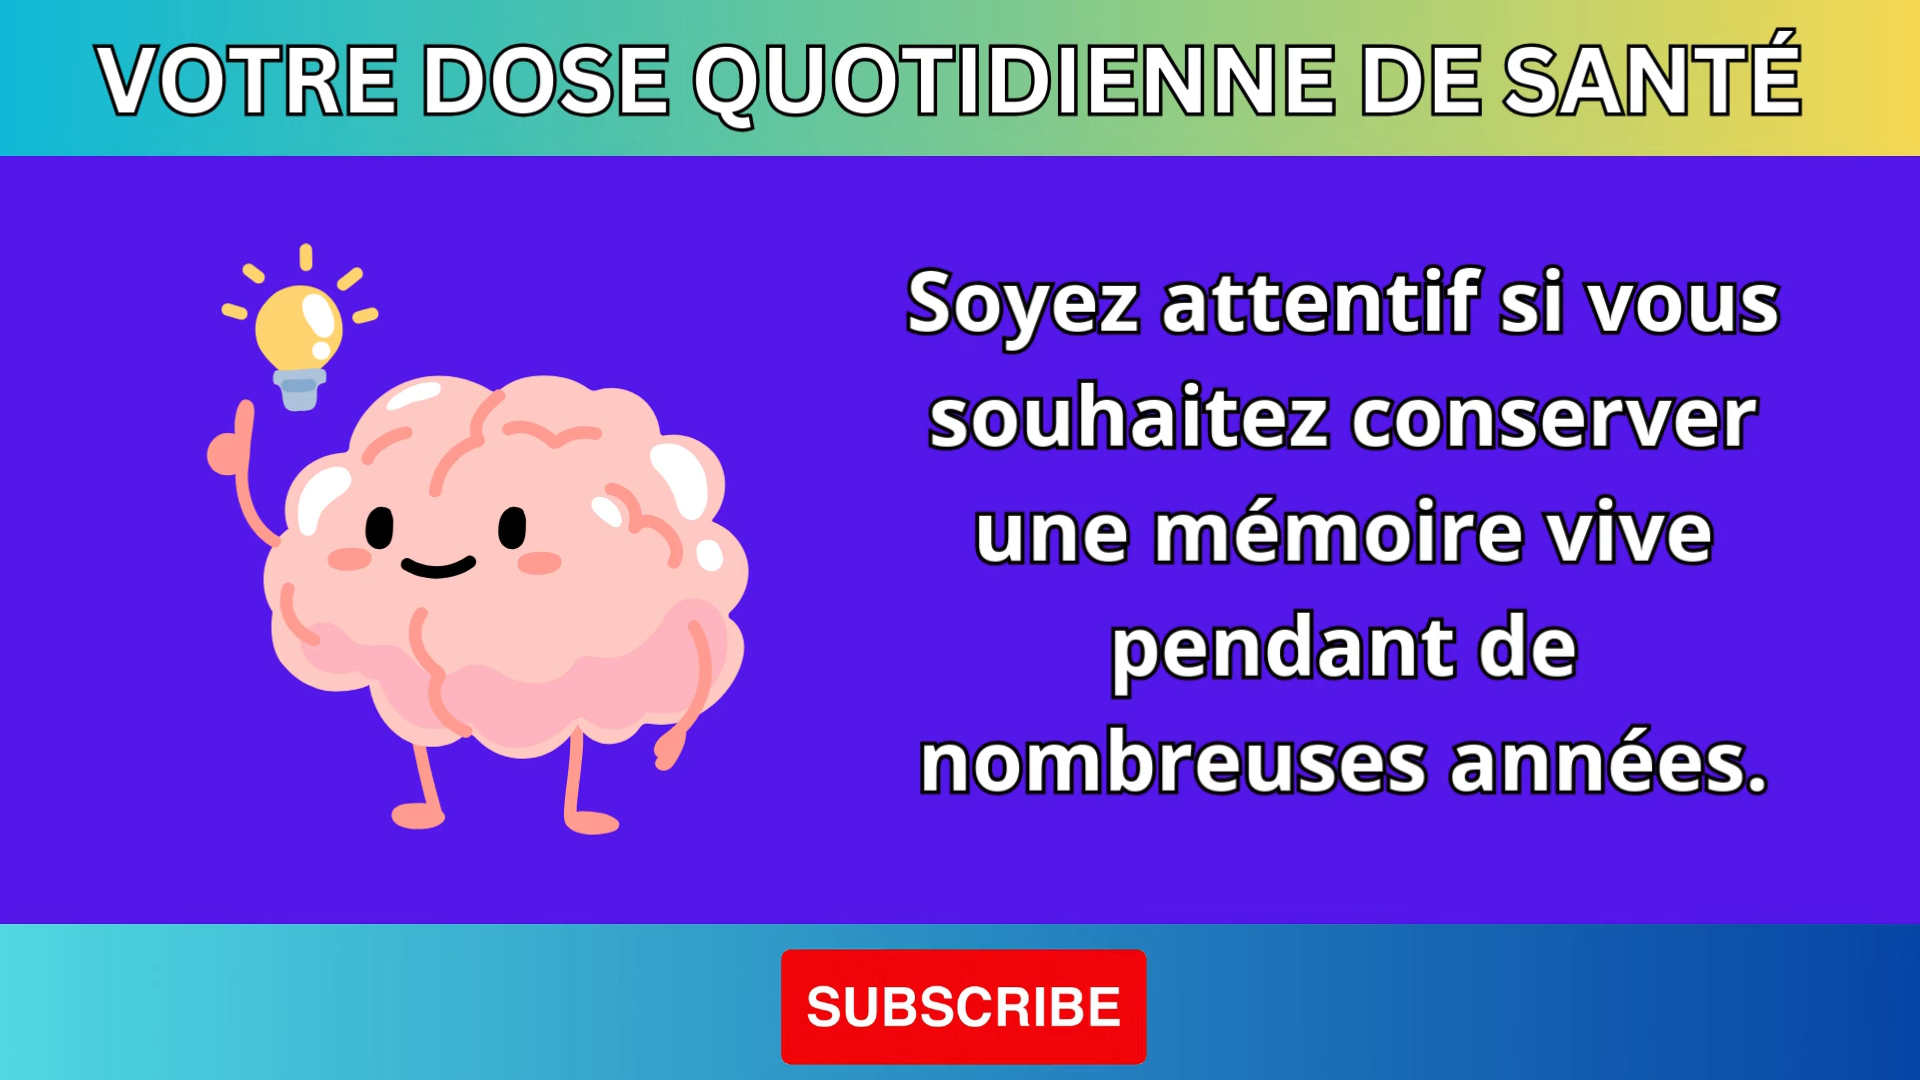 VOTRE DOSE QUOTIDIENNE DE SANTÉ
Soyez attentif si vous
souhaitez conserver
une mémoire vive
pendant de
nombreuses années.
SUBSCRIBE